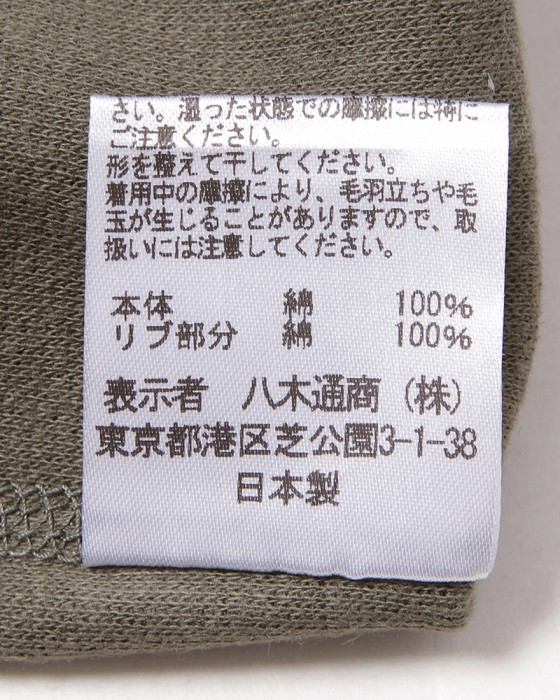 さい。湿った状態での摩擦には特に
ご注意ください。
形を整えて干してください。
着用中の摩擦により、毛羽立ちや毛
玉が生じることがありますので、取
扱いには注意してください。
本体 綿 100%
リブ部分 綿 100%
表示者 八木通商(株)
東京都港区芝公園3-1-38
日本製